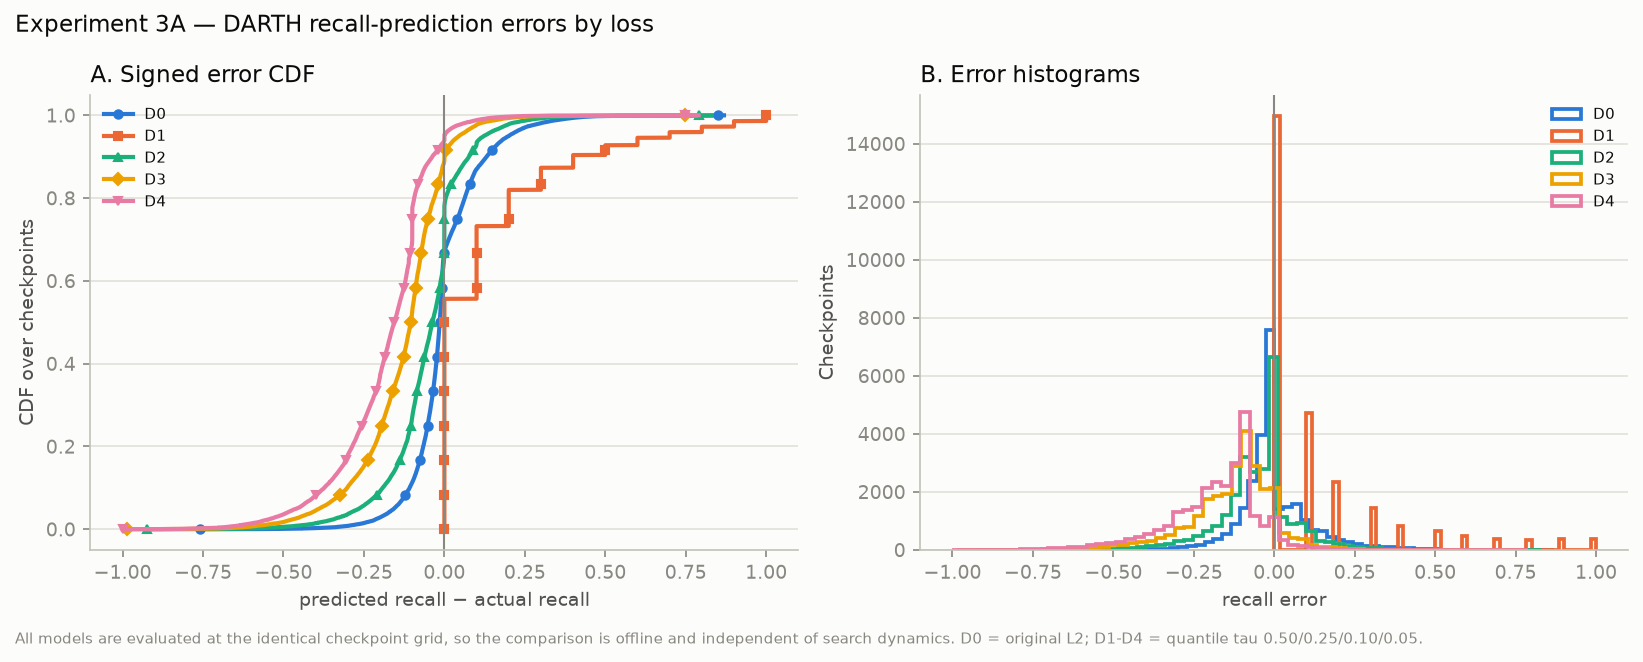 Experiment 3A — DARTH recall-prediction errors by loss
A. Signed error CDF
D0
D1
D2
D3
D4
1.0
0.8
0.6
0.4
0.2
0.0
CDF over checkpoints
−1.00 −0.75 −0.50 −0.25 0.00 0.25 0.50 0.75 1.00
predicted recall − actual recall
B. Error histograms
D0
D1
D2
D3
D4
14000
12000
10000
8000
6000
4000
2000
0
Checkpoints
−1.00 −0.75 −0.50 −0.25 0.00 0.25 0.50 0.75 1.00
recall error
All models are evaluated at the identical checkpoint grid, so the comparison is offline and independent of search dynamics. D0 = original L2; D1-D4 = quantile tau 0.50/0.25/0.10/0.05.